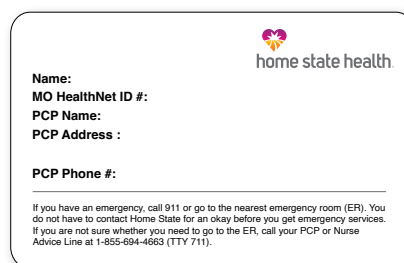 home state health.
Name:
MO HealthNet ID #:
PCP Name:
PCP Address :
PCP Phone #:
If you have an emergency, call 911 or go to the nearest emergency room (ER). You
do not have to contact Home State for an okay before you get emergency services.
If you are not sure whether you need to go to the ER, call your PCP or Nurse
Advice Line at 1-855-694-4663 (TTY 711).